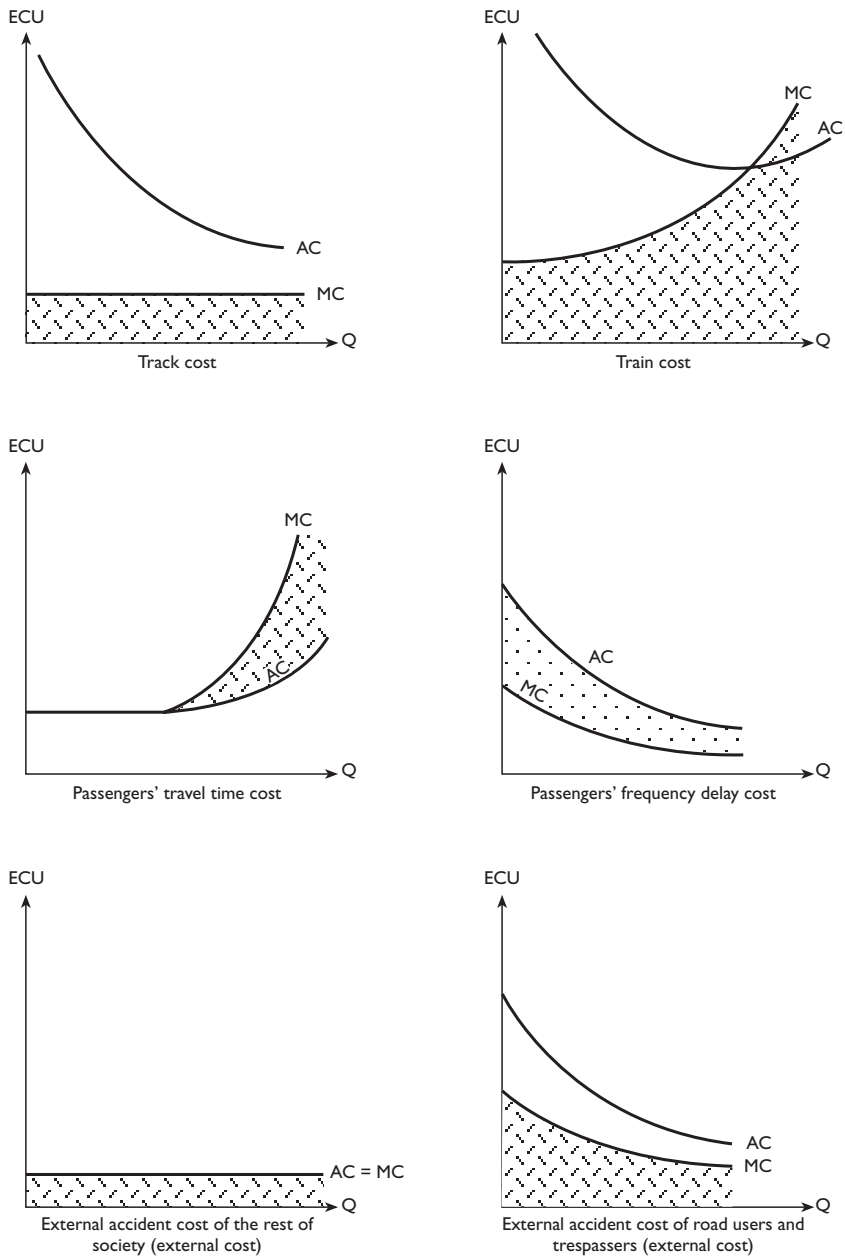 ECU
AC
MC
Q
Track cost
ECU
MC
AC
Q
Train cost
ECU
MC
AC
Q
Passengers’ travel time cost
ECU
AC
MC
Q
Passengers’ frequency delay cost
ECU
AC = MC
Q
External accident cost of the rest of
society (external cost)
ECU
AC
MC
Q
External accident cost of road users and
trespassers (external cost)